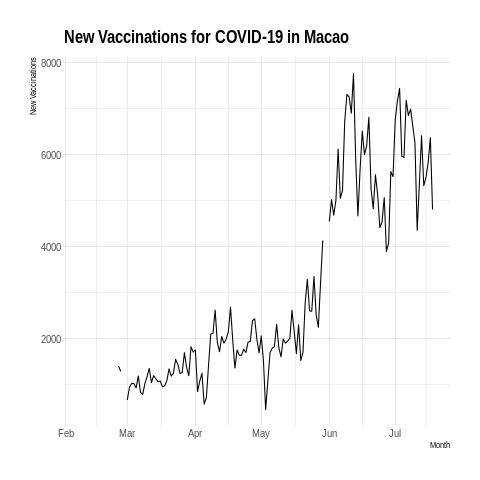 New Vaccinations for COVID-19 in Macao
New Vaccinations
8000
6000
4000
2000
Feb Mar Apr May Jun Jul
Month